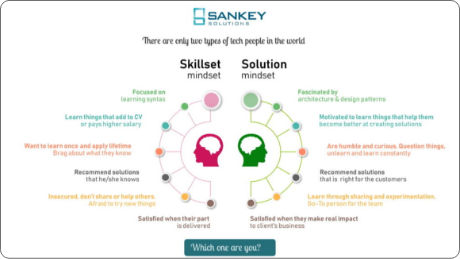 SANKEY
SOLUTIONS
There are only two types of tech people in the world
Skillset
mindset
Focused on
learning syntax
Learn things that add to CV
or pays higher salary
Want to learn once and apply lifetime
Brag about what they know
Recommend solutions
that he/she knows
Insecured, don't share or help others.
Afraid to try new things
Satisfied when their part
is delivered
Solution
mindset
Fascinated by
architecture & design patterns
Motivated to learn things that help them
become better at creating solutions
Are humble and curious. Question things,
unlearn and learn constantly
Recommend solutions
that is right for the customers
Learn through sharing and experimentation,
Go-To person for the team
Satisfied when they make real impact
to client's business
Which one are you?